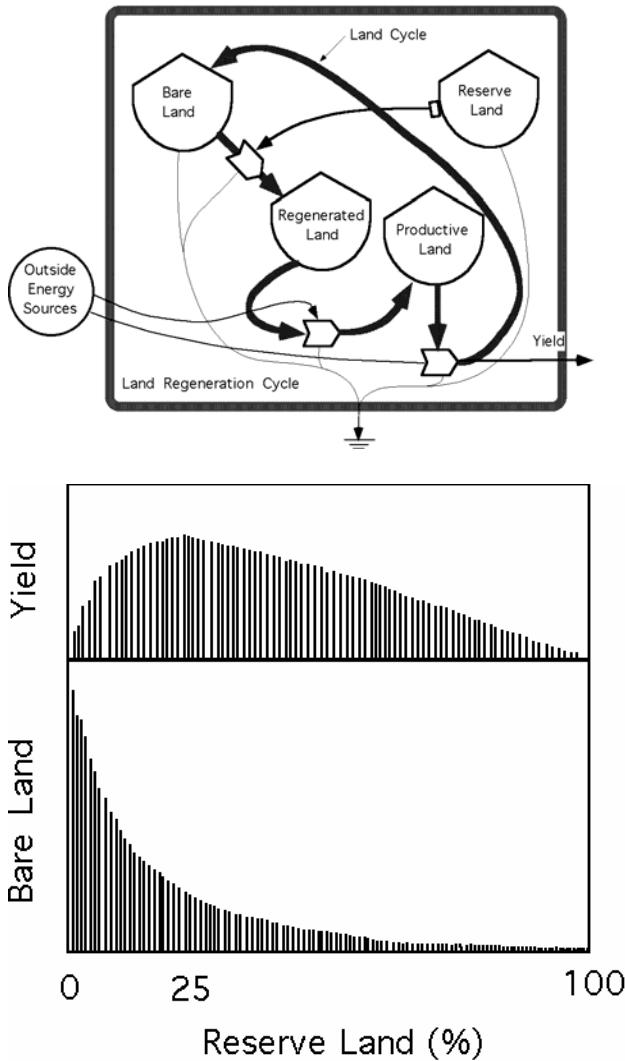 Land Cycle
Bare
Land
Reserve
Land
Regenerated
Land
Productive
Land
Outside
Energy
Sources
Yield
Land Regeneration Cycle
Yield
Bare Land
0
25
100
Reserve Land (%)